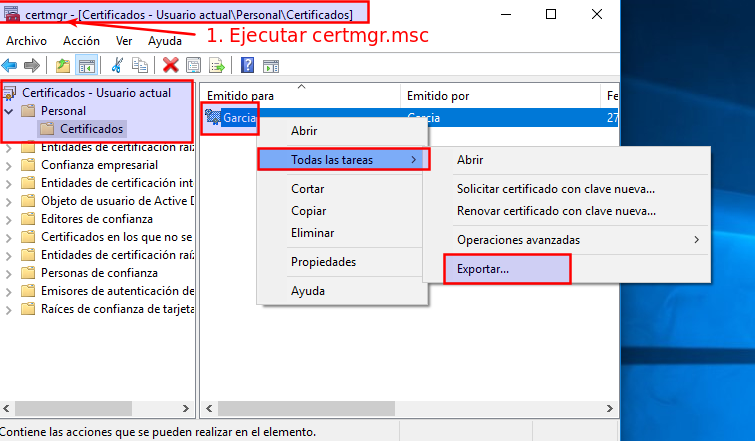 certmgr - [Certificados - Usuario actual\Personal\Certificados]
1. Ejecutar certmgr.msc
Archivo Acción Ver Ayuda
Certificados - Usuario actual
Personal
Certificados
Entidades de certificación raíz
Confianza empresarial
Entidades de certificación inte
Objeto de usuario de Active D
Editores de confianza
Certificados en los que no se
Entidades de certificación raíz
Personas de confianza
Emisores de autenticación de
Raíces de confianza de tarjeta
Emitido para Emitido por Fe
Garcia Garcia 27
Abrir
Todas las tareas
Cortar
Copiar
Eliminar
Propiedades
Ayuda
Abrir
Solicitar certificado con clave nueva...
Renovar certificado con clave nueva...
Operaciones avanzadas
Exportar...
Contiene las acciones que se pueden realizar en el elemento.